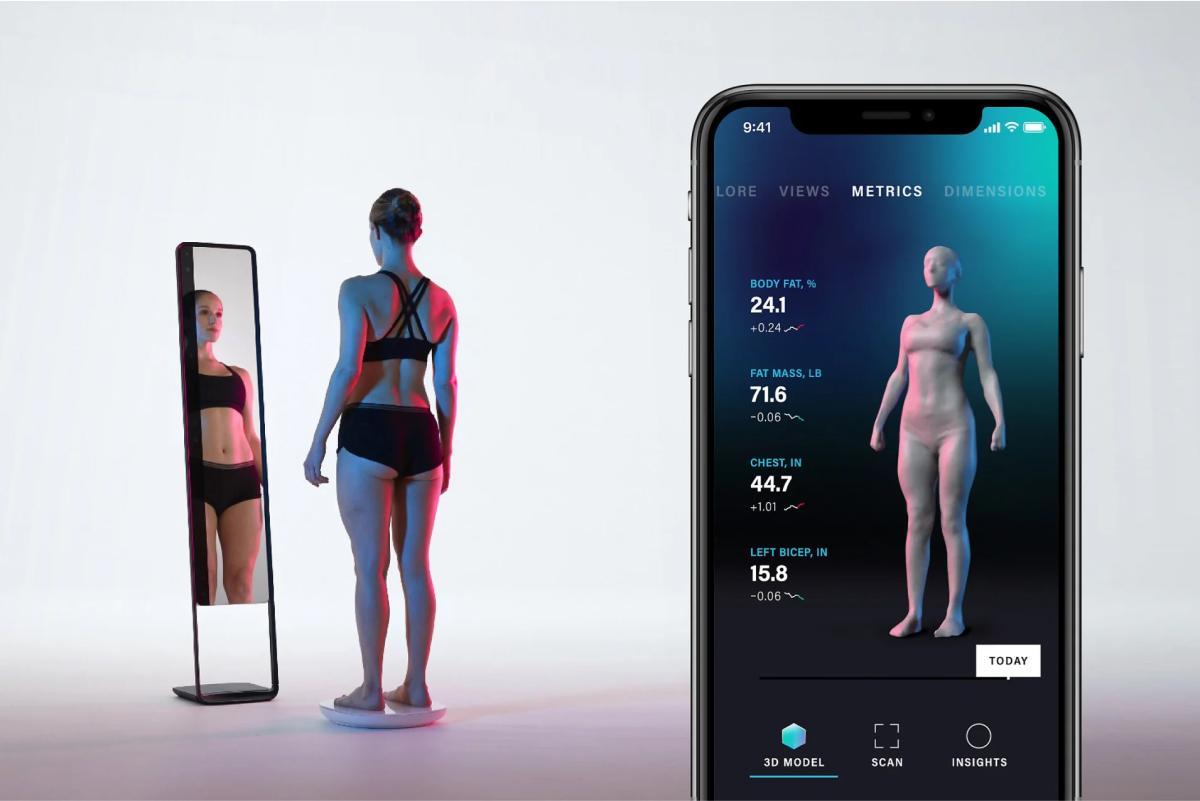 9:41
LORE VIEWS METRICS DIMENSIONS
BODY FAT, %
24.1
+0.24
FAT MASS, LB
71.6
−0.06
CHEST, IN
44.7
+1.01
LEFT BICEP, IN
15.8
−0.06
TODAY
3D MODEL SCAN INSIGHTS